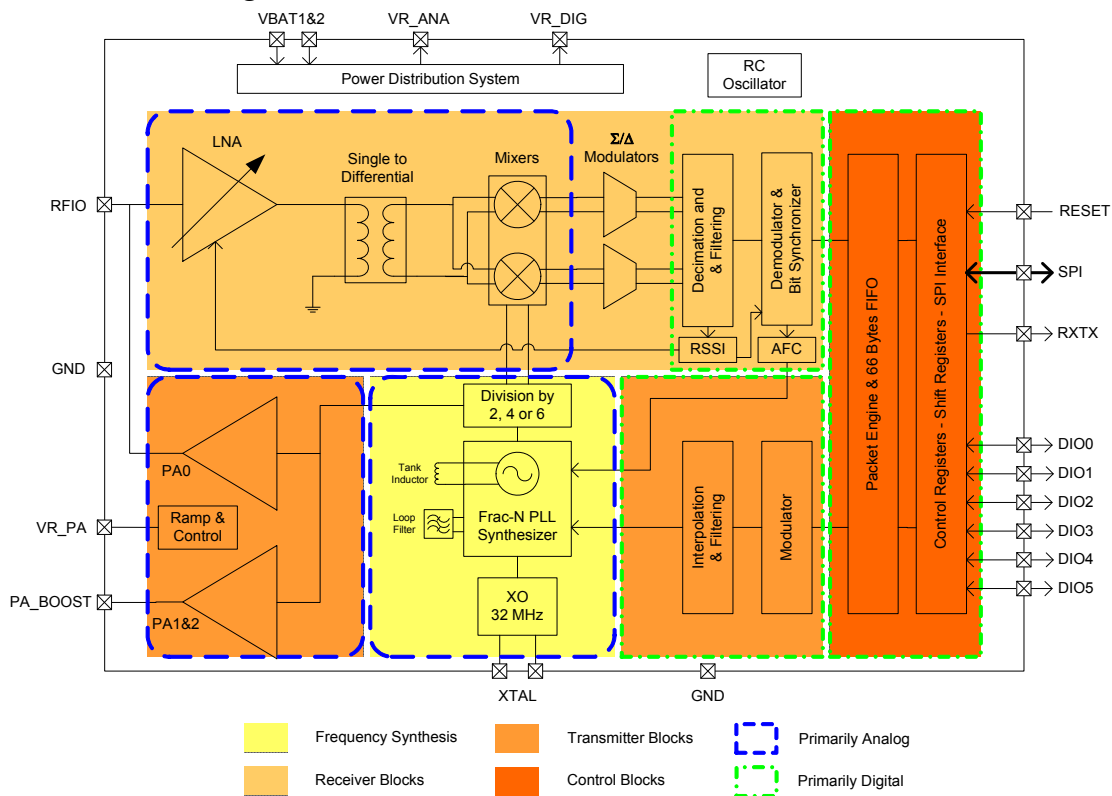 VBAT1&2
VR_ANA
VR_DIG
Power Distribution System
RC
Oscillator
LNA
Single to
Differential
Mixers
Σ/Δ
Modulators
Decimation and
& Filtering
Demodulator &
Bit Synchronizer
RSSI
AFC
Packet Engine & 66 Bytes FIFO
Control Registers - Shift Registers - SPI Interface
RFIO
GND
RESET
SPI
RXTX
Division by
2, 4 or 6
PA0
Ramp &
Control
VR_PA
PA_BOOST
PA1&2
Tank
Inductor
Loop
Filter
Frac-N PLL
Synthesizer
XO
32 MHz
Interpolation
& Filtering
Modulator
DIO0
DIO1
DIO2
DIO3
DIO4
DIO5
XTAL
GND
Frequency Synthesis
Transmitter Blocks
Primarily Analog
Receiver Blocks
Control Blocks
Primarily Digital